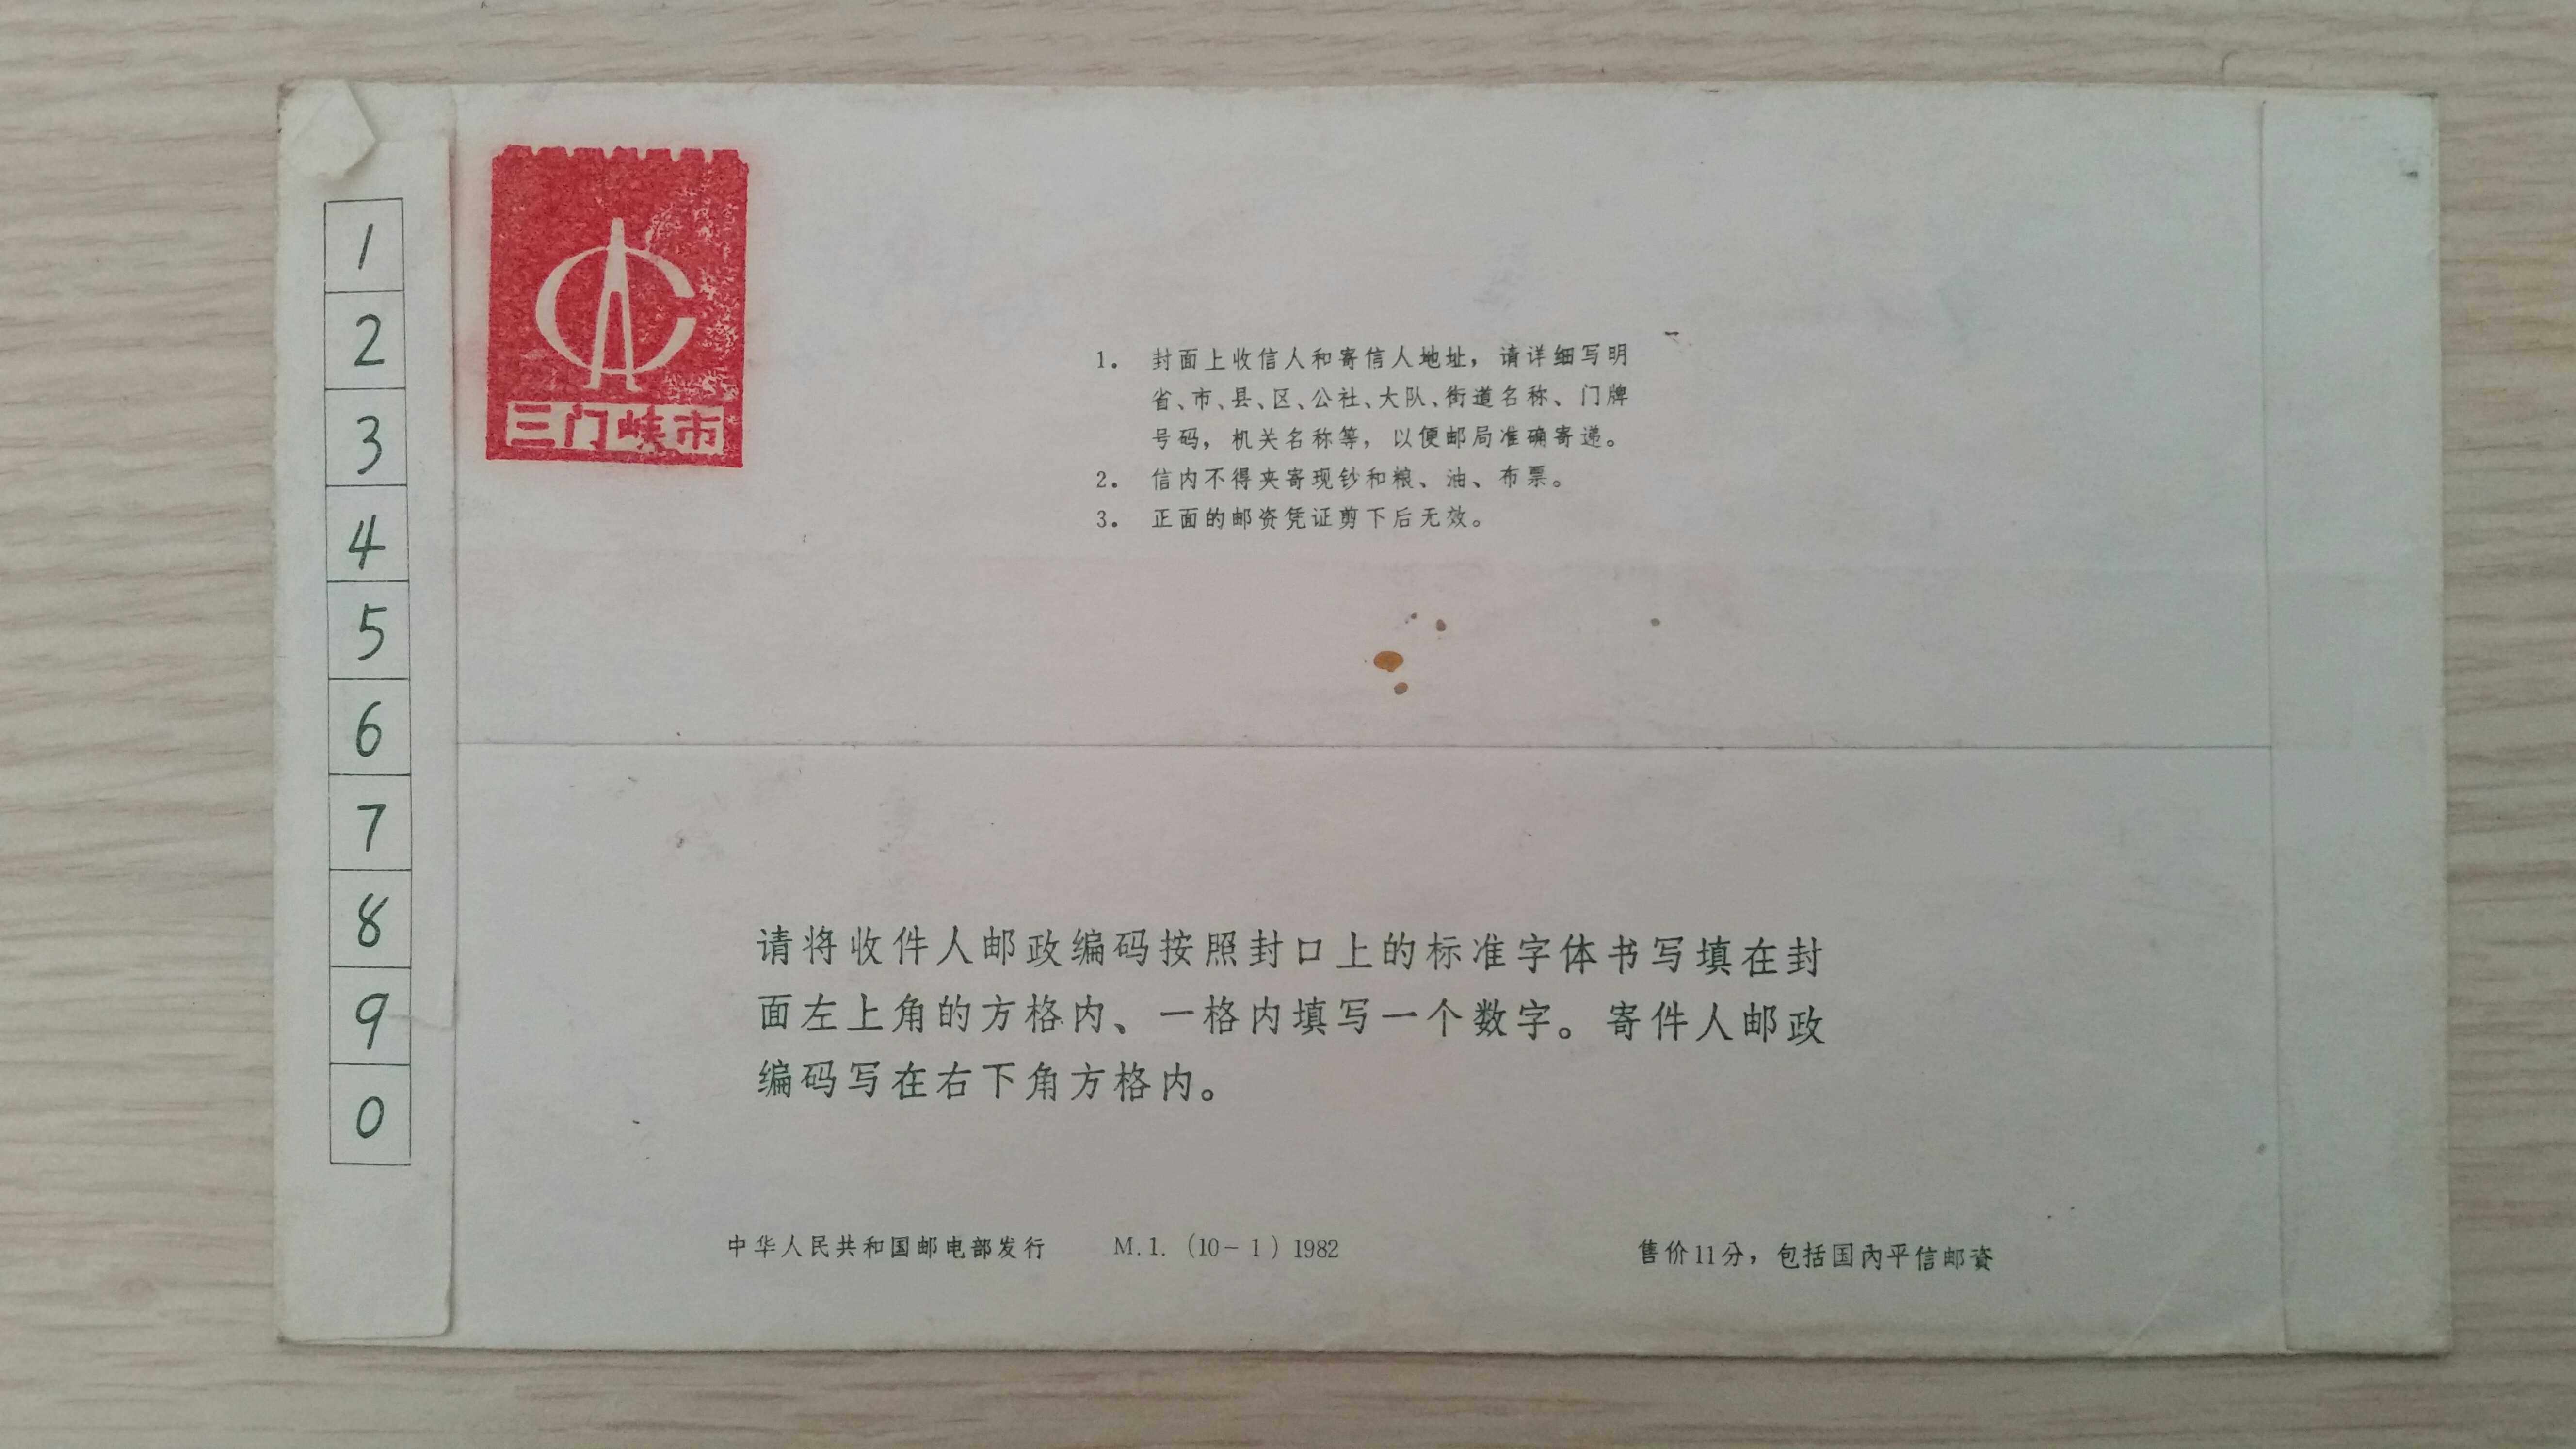 1
2
3
4
5
6
7
8
9
0
三门峡市
1. 封面上收信人和寄信人地址，请详细写明
省、市、县、区、公社、大队、街道名称、门牌
号码，机关名称等，以便邮局准确寄递。
2. 信内不得夹寄现钞和粮、油、布票。
3. 正面的邮资凭证剪下后无效。
请将收件人邮政编码按照封口上的标准字体书写填在封
面左上角的方格内、一格内填写一个数字。寄件人邮政
编码写在右下角方格内。
中华人民共和国邮电部发行 M.1. (10-1) 1982 售价11分，包括国内平信邮资